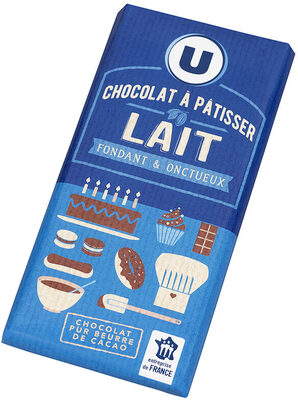 U
CHOCOLAT À PÂTISSER
LAIT
FONDANT & ONCTUEUX
CHOCOLAT
PUR BEURRE
DE CACAO
entreprise
de FRANCE